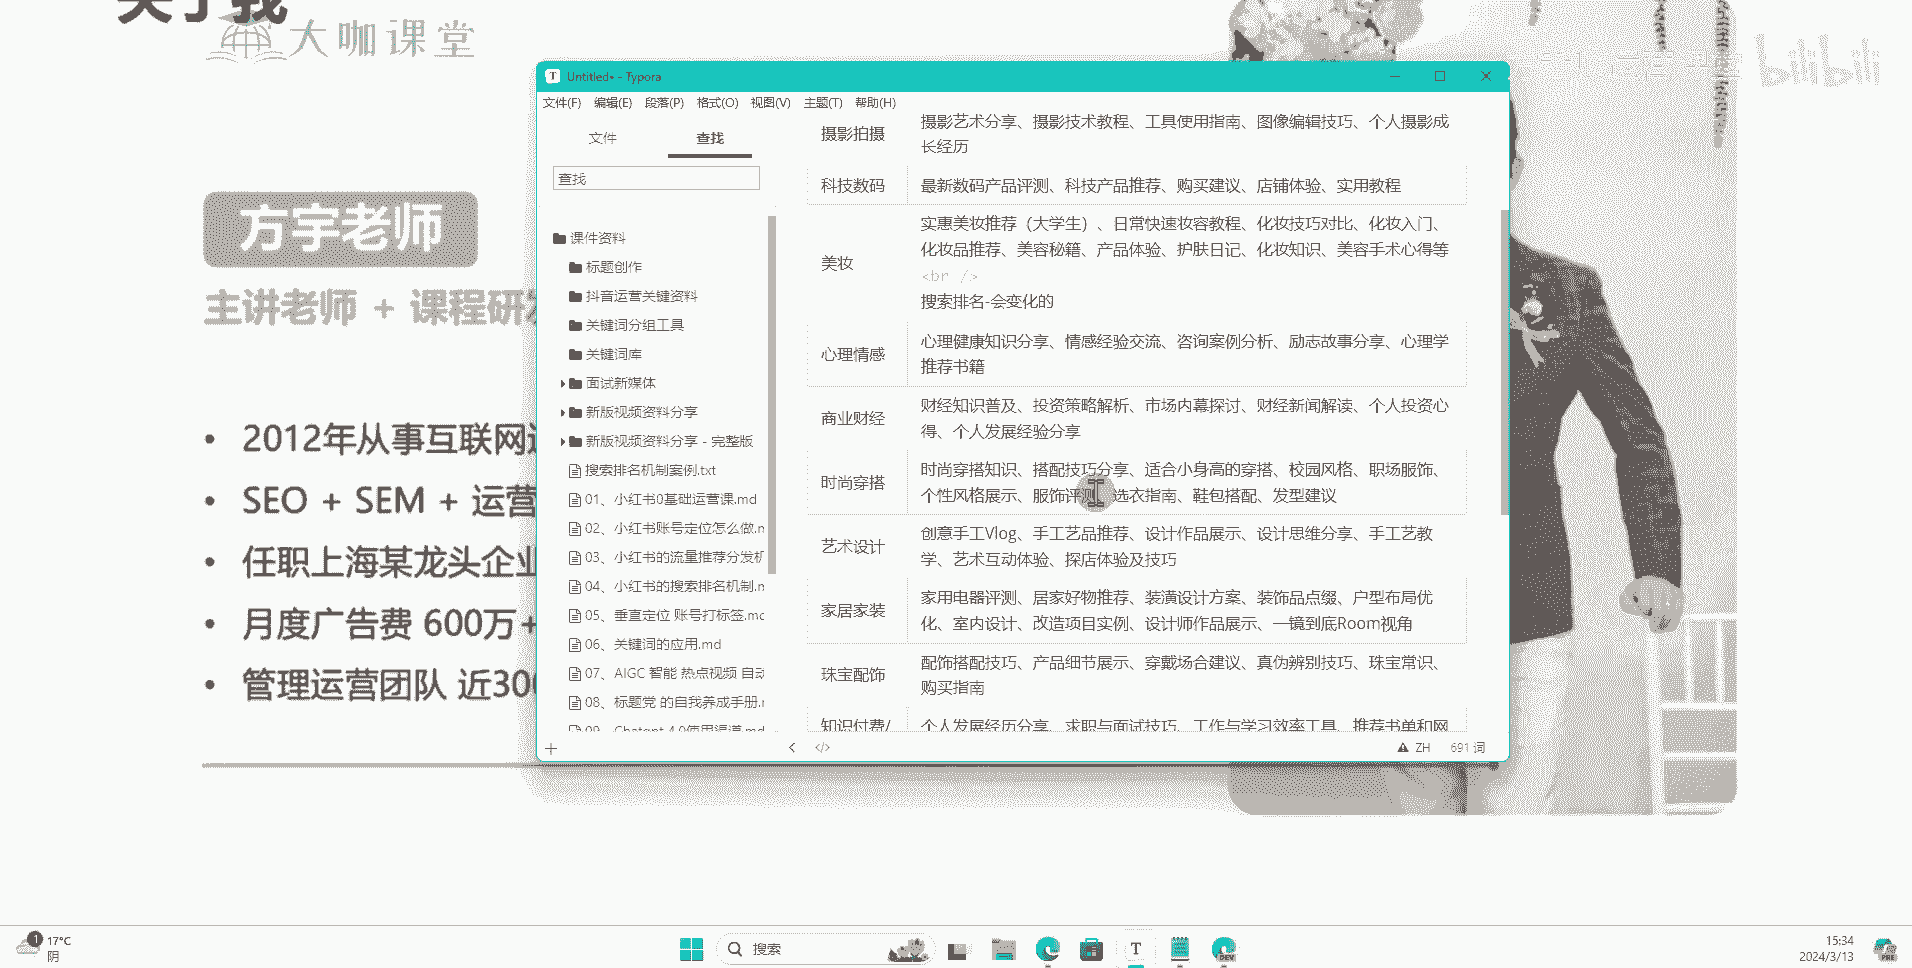 大咖课堂
bilibili
方宇老师
主讲老师 + 课程研发
2012年从事互联网
SEO + SEM + 运营
任职上海某龙头企业
月度广告费 600万+
管理运营团队 近300
Untitled• - Typora
文件(F) 编辑(E) 段落(P) 格式(O) 视图(V) 主题(T) 帮助(H)
文件 查找
查找
课件资料
标题创作
抖音运营关键资料
关键词分组工具
关键词库
面试新媒体
新版视频资料分享
新版视频资料分享 - 完整版
搜索排名机制案例.txt
01、小红书0基础运营课.md
02、小红书账号定位怎么做.m
03、小红书的流量推荐分发机
04、小红书的搜索排名机制.m
05、垂直定位 账号打标签.mc
06、关键词的应用.md
07、AIGC 智能 热点视频 自动
08、标题党 的自我养成手册.r
09、Chatgpt 4.0使用渠道.md
摄影拍摄
摄影艺术分享、摄影技术教程、工具使用指南、图像编辑技巧、个人摄影成
长经历
科技数码
最新数码产品评测、科技产品推荐、购买建议、店铺体验、实用教程
美妆
实惠美妆推荐（大学生）、日常快速妆容教程、化妆技巧对比、化妆入门、
化妆品推荐、美容秘籍、产品体验、护肤日记、化妆知识、美容手术心得等
<br />
搜索排名-会变化的
心理情感
心理健康知识分享、情感经验交流、咨询案例分析、励志故事分享、心理学
推荐书籍
商业财经
财经知识普及、投资策略解析、市场内幕探讨、财经新闻解读、个人投资心
得、个人发展经验分享
时尚穿搭
时尚穿搭知识、搭配技巧分享、适合小身高的穿搭、校园风格、职场服饰、
个性风格展示、服饰评测、选衣指南、鞋包搭配、发型建议
艺术设计
创意手工Vlog、手工艺品推荐、设计作品展示、设计思维分享、手工艺教
学、艺术互动体验、探店体验及技巧
家居家装
家用电器评测、居家好物推荐、装潢设计方案、装饰品点缀、户型布局优
化、室内设计、改造项目实例、设计师作品展示、一镜到底Room视角
珠宝配饰
配饰搭配技巧、产品细节展示、穿戴场合建议、真伪辨别技巧、珠宝常识、
购买指南
知识付费/
个人发展经历分享、求职与面试技巧、工作与学习效率工具、推荐书单和网
ZH 691 词
1
17°C
阴
搜索
15:34
2024/3/13